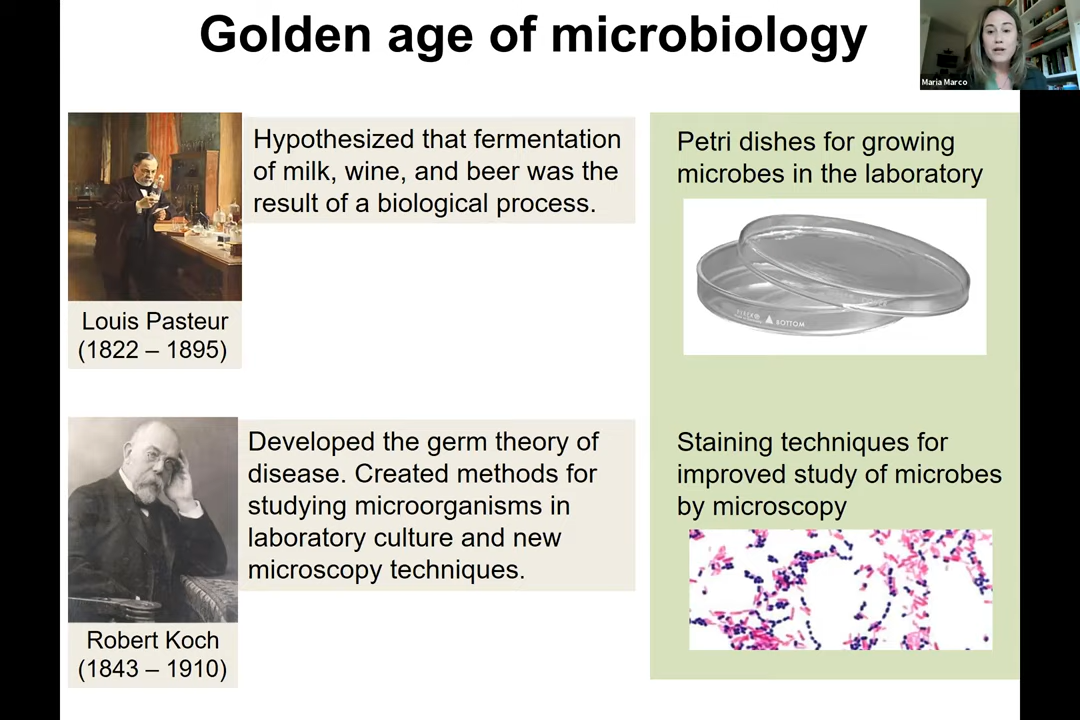 Golden age of microbiology
Maria Marco
Hypothesized that fermentation
of milk, wine, and beer was the
result of a biological process.
Louis Pasteur
(1822 – 1895)
Developed the germ theory of
disease. Created methods for
studying microorganisms in
laboratory culture and new
microscopy techniques.
Robert Koch
(1843 – 1910)
Petri dishes for growing
microbes in the laboratory
BOTTOM
Staining techniques for
improved study of microbes
by microscopy